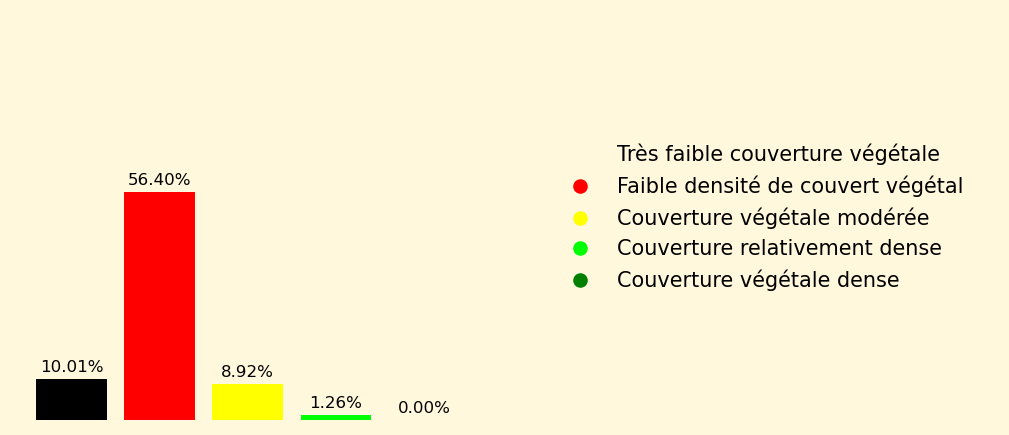 56.40%
10.01%
8.92%
1.26%
0.00%
Très faible couverture végétale
Faible densité de couvert végétal
Couverture végétale modérée
Couverture relativement dense
Couverture végétale dense